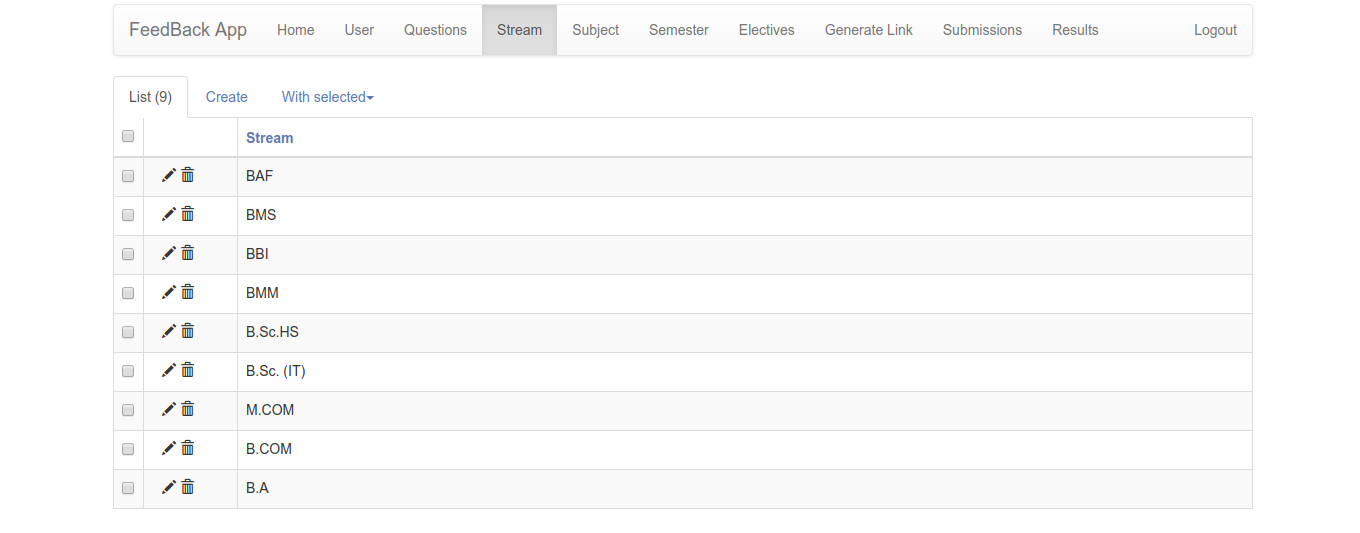 FeedBack App Home User Questions Stream Subject Semester Electives Generate Link Submissions Results Logout
List (9) Create With selected
Stream
BAF
BMS
BBI
BMM
B.Sc.HS
B.Sc. (IT)
M.COM
B.COM
B.A